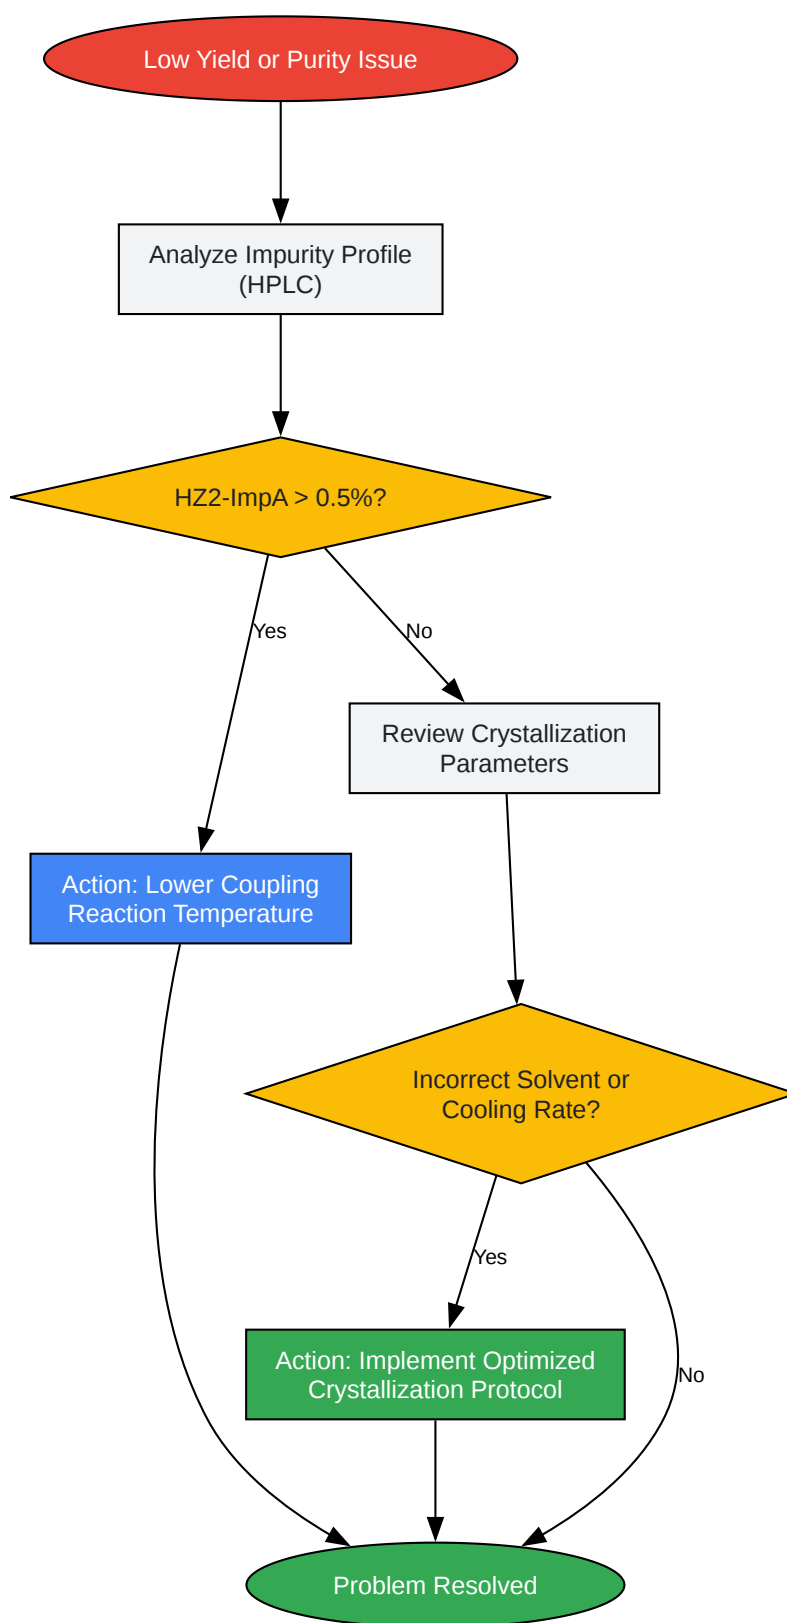 Low Yield or Purity Issue
Analyze Impurity Profile
(HPLC)
HZ2-ImpA > 0.5%?
Yes
No
Review Crystallization
Parameters
Action: Lower Coupling
Reaction Temperature
Incorrect Solvent or
Cooling Rate?
Yes
Action: Implement Optimized
Crystallization Protocol
No
Problem Resolved